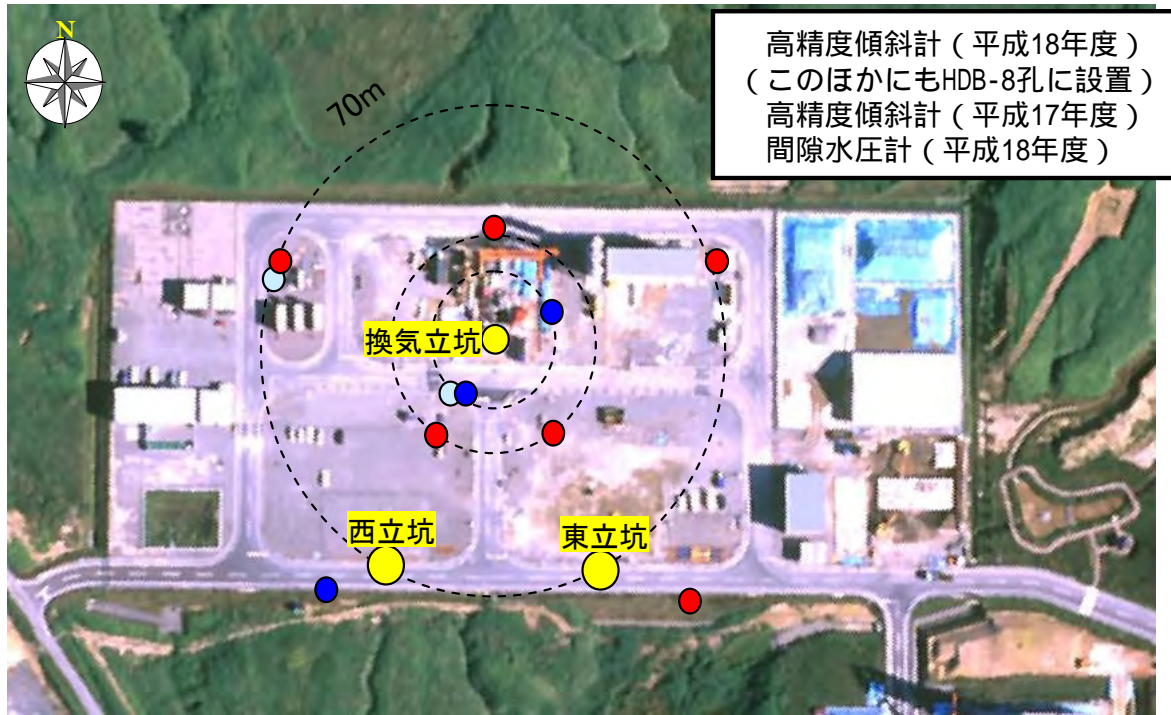 N
70m
高精度傾斜計(平成18年度)
(このほかにもHDB-8孔に設置)
高精度傾斜計(平成17年度)
間隙水圧計(平成18年度)
換気立坑
西立坑
東立坑